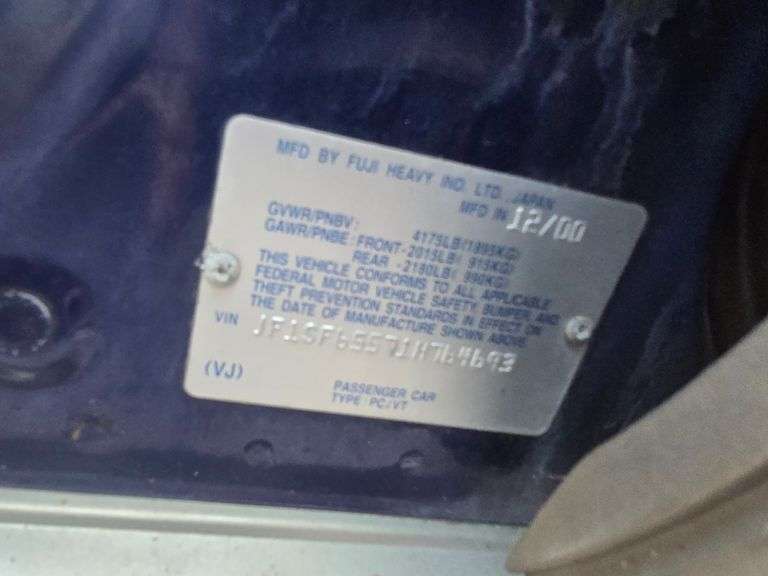 MFD BY FUJI HEAVY IND. LTD. JAPAN
MFD IN 12/00
GVWR/PNBV: 4175LB(1895KG)
GAWR/PNBE: FRONT-2015LB( 915KG)
REAR -2180LB( 990KG)
THIS VEHICLE CONFORMS TO ALL APPLICABLE
FEDERAL MOTOR VEHICLE SAFETY BUMPER, AND
THEFT PREVENTION STANDARDS IN EFFECT ON
THE DATE OF MANUFACTURE SHOWN ABOVE.
VIN JF1SF65571H764693
(VJ)
PASSENGER CAR
TYPE : PC/VT